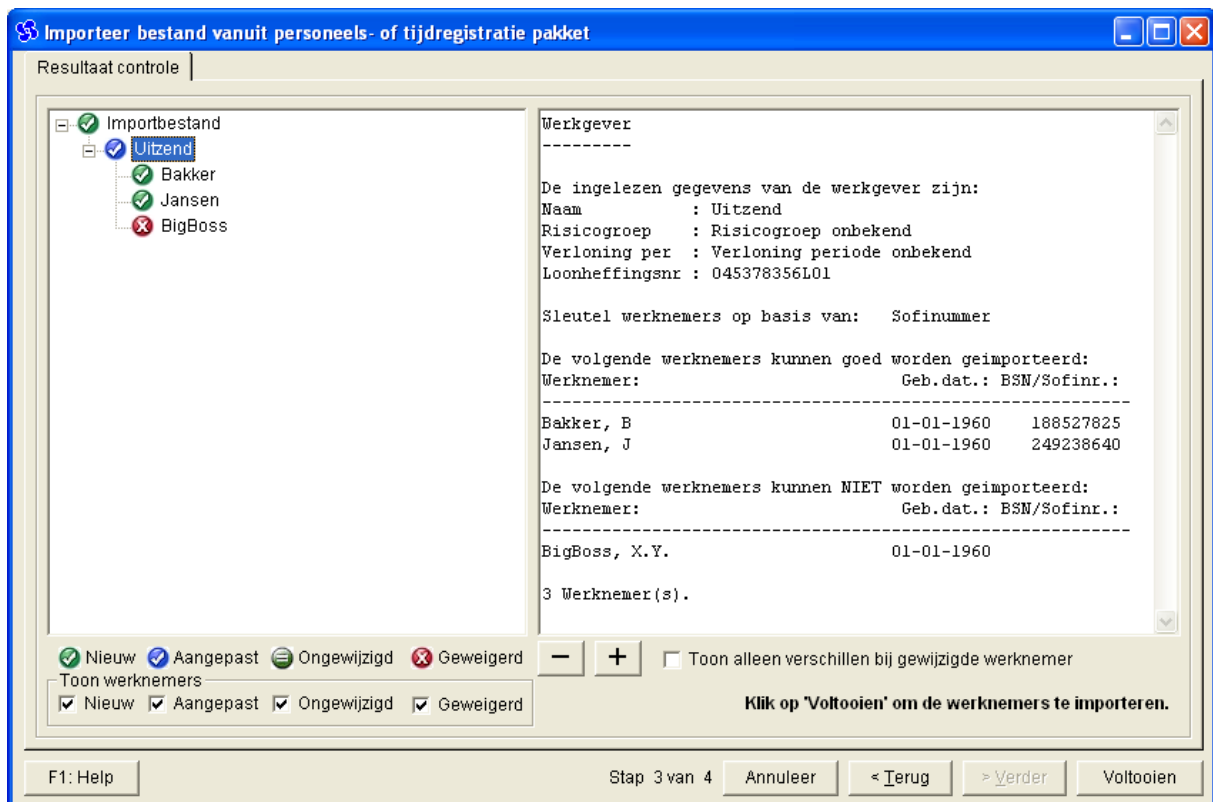 Importeer bestand vanuit personeels- of tijdregistratie pakket
Resultaat controle
Importbestand
Uitzend
Bakker
Jansen
BigBoss
Werkgever
---------
De ingelezen gegevens van de werkgever zijn:
Naam : Uitzend
Risicogroep : Risicogroep onbekend
Verloning per : Verloning periode onbekend
Loonheffingsnr : 045378356L01
Sleutel werknemers op basis van: Sofinummer
De volgende werknemers kunnen goed worden geimporteerd:
Werknemer: Geb.dat.: BSN/Sofinr.:
-----------------------------------------------------------
Bakker, B 01-01-1960 188527825
Jansen, J 01-01-1960 249238640
De volgende werknemers kunnen NIET worden geimporteerd:
Werknemer: Geb.dat.: BSN/Sofinr.:
-----------------------------------------------------------
BigBoss, X.Y. 01-01-1960
3 Werknemer(s).
Nieuw Aangepast Ongewijzigd Geweigerd
− + Toon alleen verschillen bij gewijzigde werknemer
Toon werknemers
Nieuw Aangepast Ongewijzigd Geweigerd
Klik op 'Voltooien' om de werknemers te importeren.
F1: Help Stap 3 van 4 Annuleer < Terug > Verder Voltooien